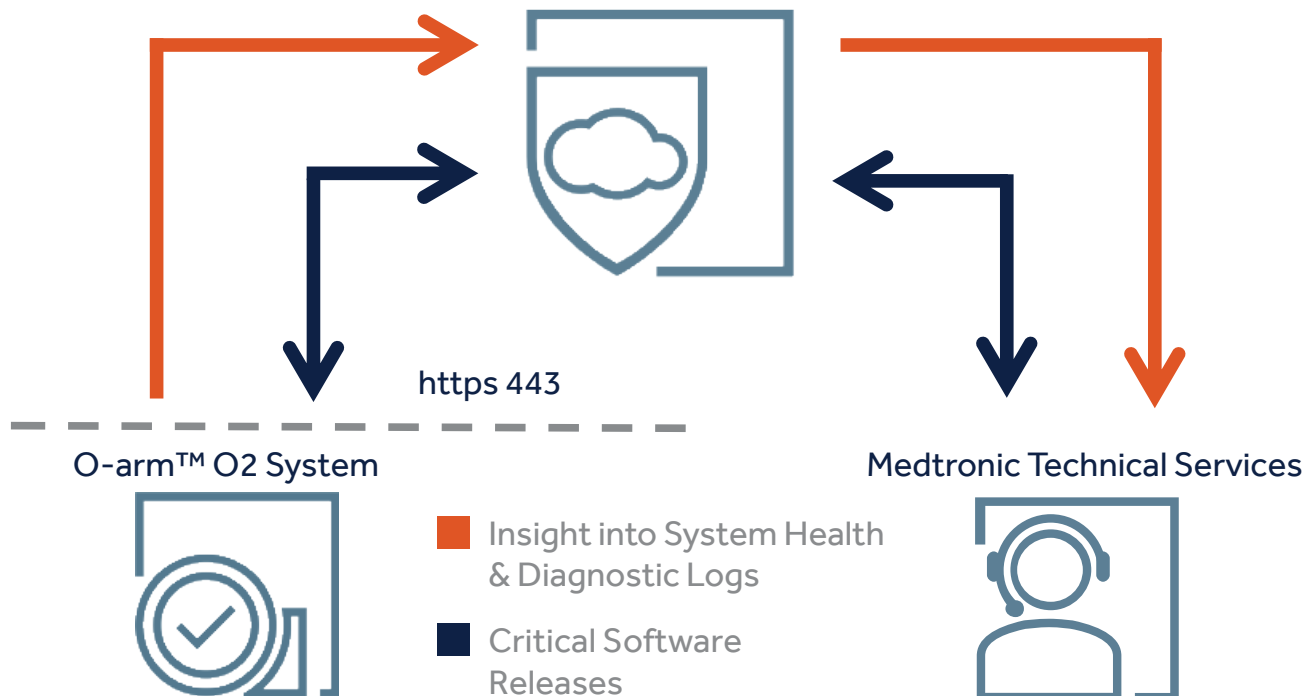 https 443
O-arm™ O2 System
Medtronic Technical Services
Insight into System Health
& Diagnostic Logs
Critical Software
Releases